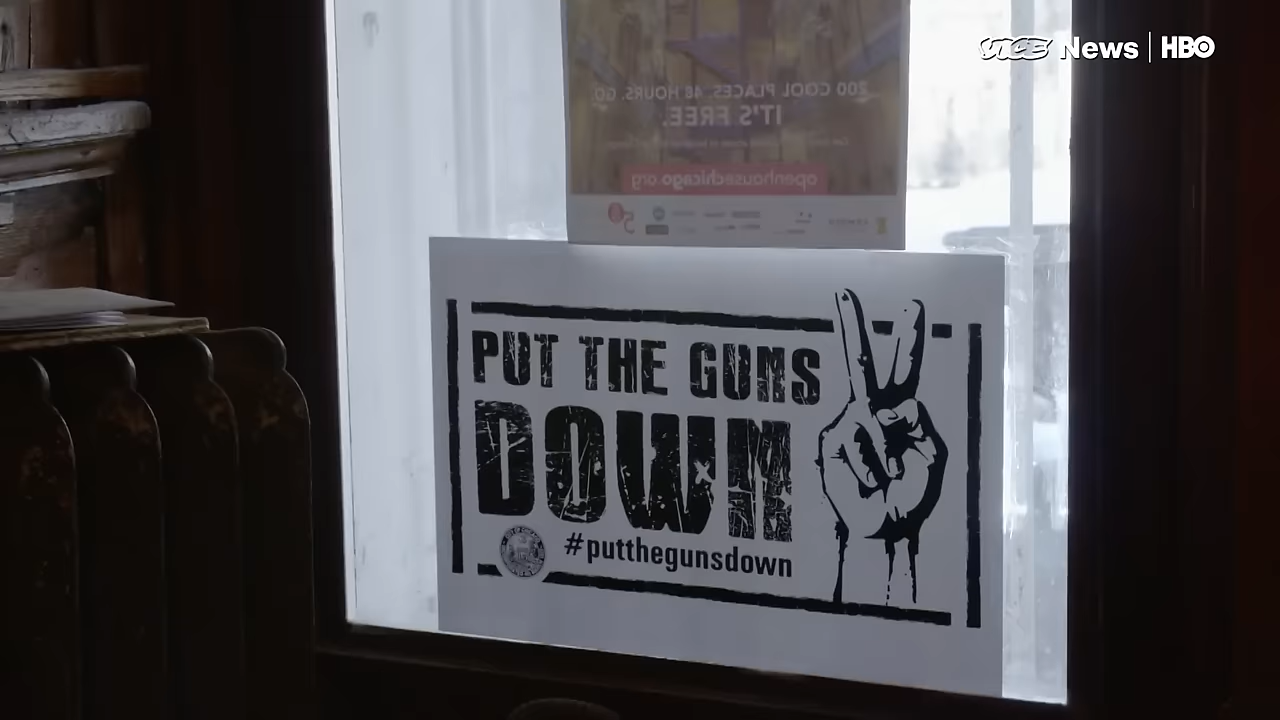 VICE News | HBO
200 COOL PLACES. 48 HOURS. GO.
IT'S FREE.
openhousechicago.org
PUT THE GUNS
DOWN
#putthegunsdown